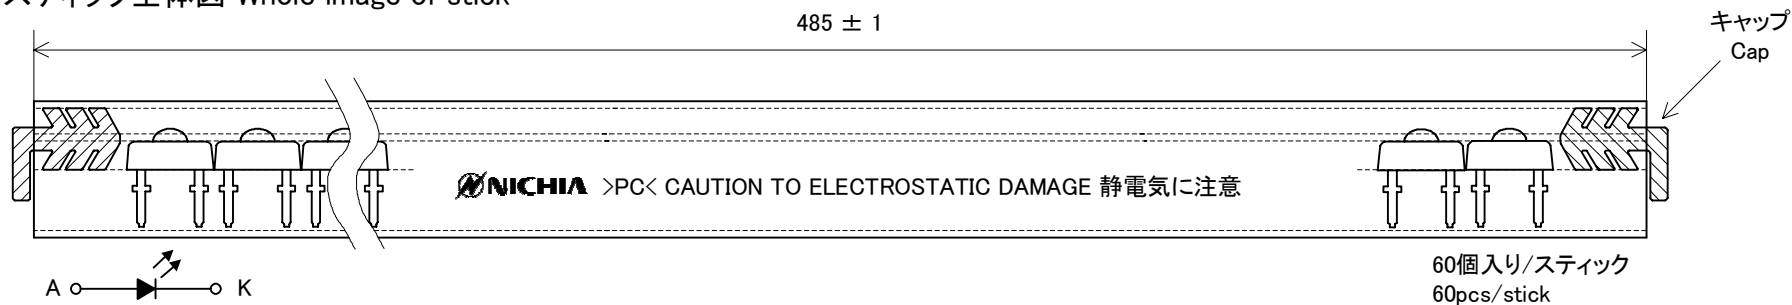 スティック全体図 Whole image of stick
485 ± 1
キャップ
Cap
NICHIA >PC< CAUTION TO ELECTROSTATIC DAMAGE 静電気に注意
A K
60個入り/スティック
60pcs/stick